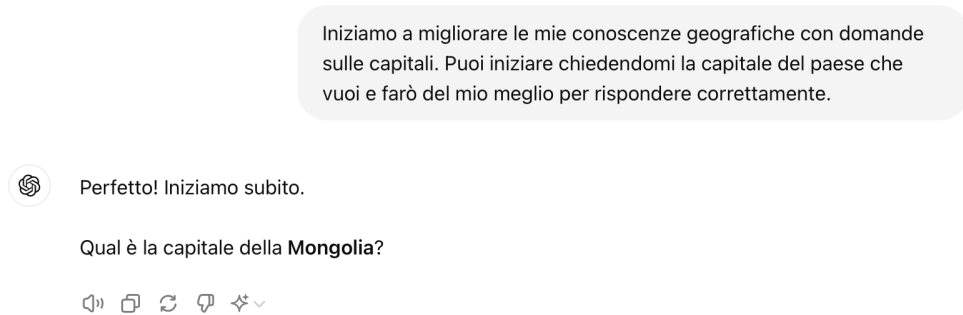 Iniziamo a migliorare le mie conoscenze geografiche con domande
sulle capitali. Puoi iniziare chiedendomi la capitale del paese che
vuoi e farò del mio meglio per rispondere correttamente.
Perfetto! Iniziamo subito.
Qual è la capitale della Mongolia?